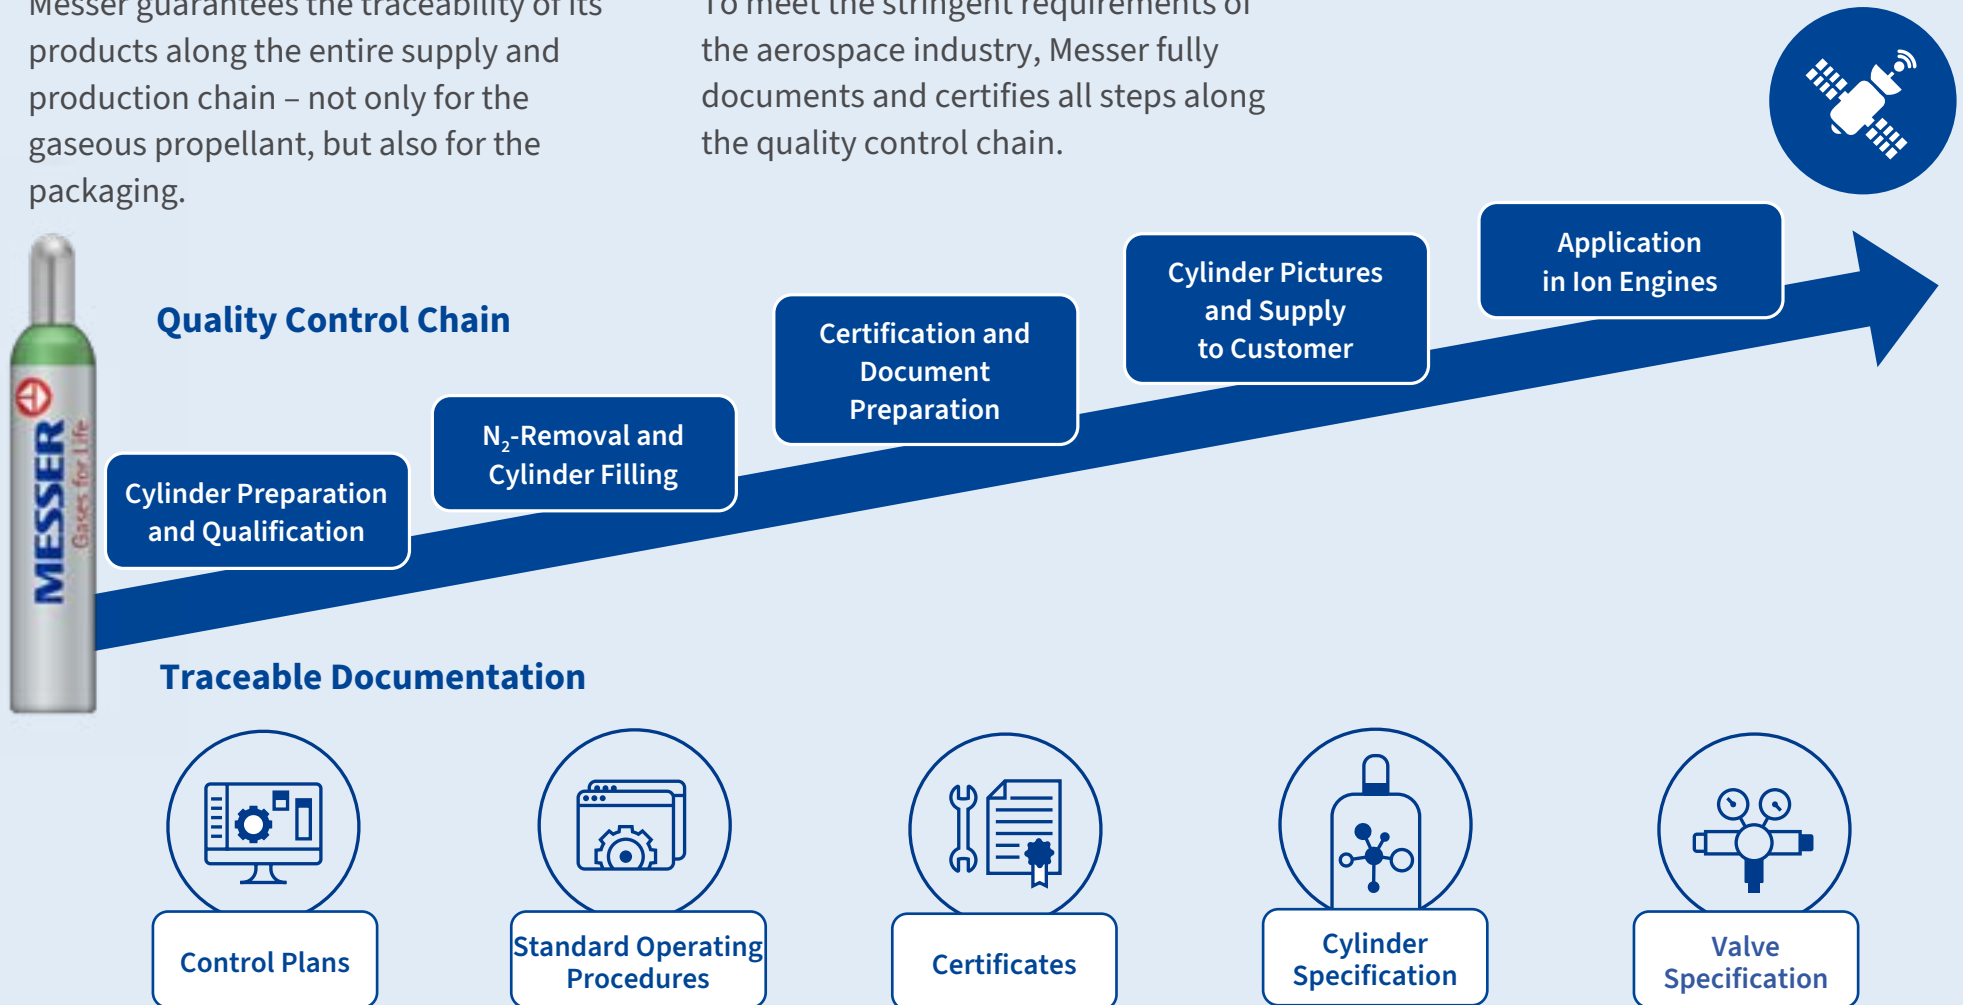 Messer guarantees the traceability of its
products along the entire supply and
production chain – not only for the
gaseous propellant, but also for the
packaging.
To meet the stringent requirements of
the aerospace industry, Messer fully
documents and certifies all steps along
the quality control chain.
Quality Control Chain
MESSER
Gases for Life
Cylinder Preparation
and Qualification
N₂-Removal and
Cylinder Filling
Certification and
Document
Preparation
Cylinder Pictures
and Supply
to Customer
Application
in Ion Engines
Traceable Documentation
Control Plans
Standard Operating
Procedures
Certificates
Cylinder
Specification
Valve
Specification